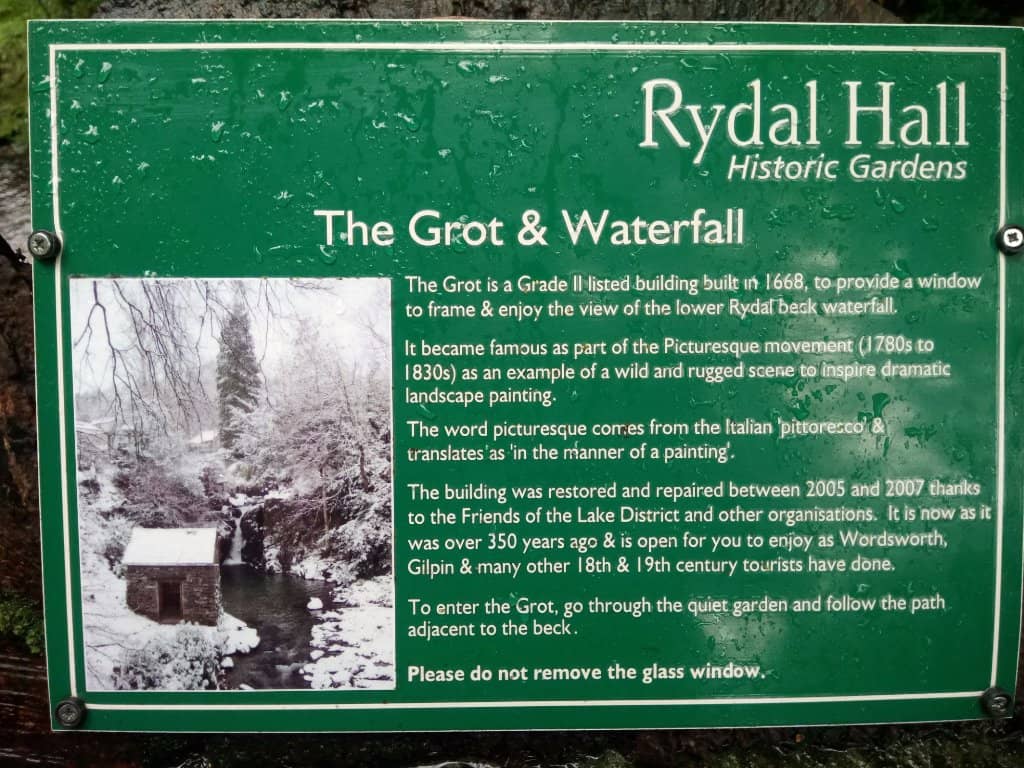 Rydal Hall
Historic Gardens
The Grot & Waterfall
The Grot is a Grade II listed building built in 1668, to provide a window
to frame & enjoy the view of the lower Rydal beck waterfall.
It became famous as part of the Picturesque movement (1780s to
1830s) as an example of a wild and rugged scene to inspire dramatic
landscape painting.
The word picturesque comes from the Italian 'pittoresco' &
translates as 'in the manner of a painting'.
The building was restored and repaired between 2005 and 2007 thanks
to the Friends of the Lake District and other organisations. It is now as it
was over 350 years ago & is open for you to enjoy as Wordsworth,
Gilpin & many other 18th & 19th century tourists have done.
To enter the Grot, go through the quiet garden and follow the path
adjacent to the beck.
Please do not remove the glass window.